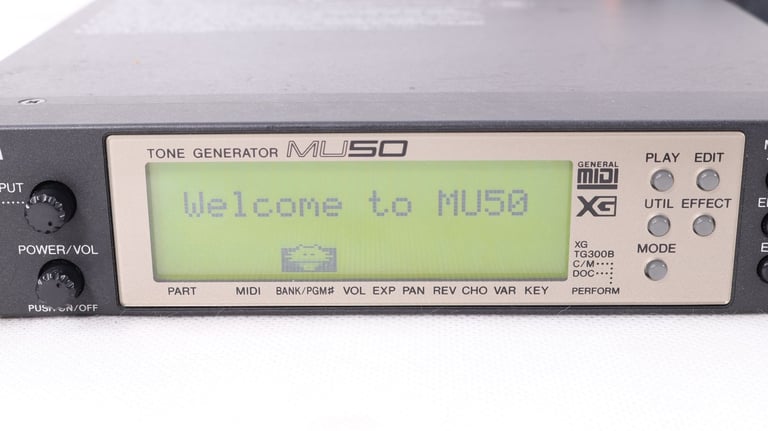 TONE GENERATOR MU50
Welcome to MU50
GENERAL
MIDI
XG
XG
TG300B
C/M
DOC
PERFORM
PART MIDI BANK/PGM# VOL EXP PAN REV CHO VAR KEY
PLAY EDIT
UTIL EFFECT
MODE
POWER/VOL
PUSH ON/OFF